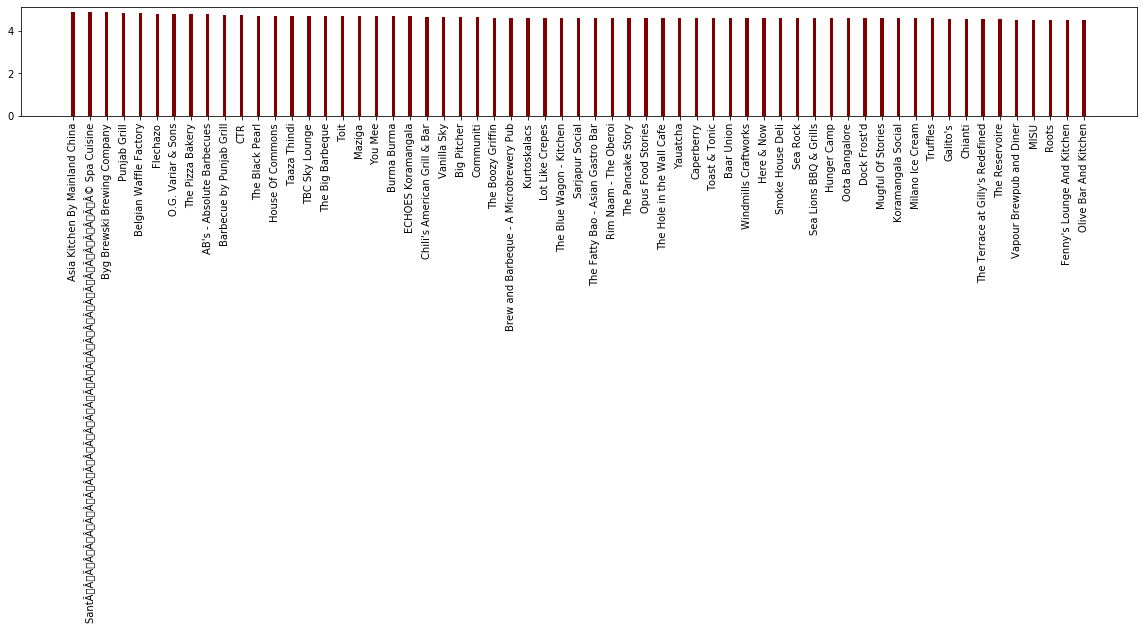 4
2
0
Asia Kitchen By Mainland China
Spa Cuisine
Byg Brewski Brewing Company
Punjab Grill
Belgian Waffle Factory
Flechazo
O.G. Variar & Sons
The Pizza Bakery
AB's - Absolute Barbecues
Barbecue by Punjab Grill
CTR
The Black Pearl
House Of Commons
Taaza Thindi
TBC Sky Lounge
The Big Barbeque
Toit
Maziga
You Mee
Burma Burma
ECHOES Koramangala
Chili's American Grill & Bar
Vanilla Sky
Big Pitcher
Communiti
The Boozy Griffin
Brew and Barbeque - A Microbrewery Pub
Kurtoskalacs
Lot Like Crepes
The Blue Wagon - Kitchen
Sarjapur Social
The Fatty Bao - Asian Gastro Bar
Rim Naam - The Oberoi
The Pancake Story
Opus Food Stories
The Hole in the Wall Cafe
Yauatcha
Caperberry
Toast & Tonic
Baar Union
Windmills Craftworks
Here & Now
Smoke House Deli
Sea Rock
Sea Lions BBQ & Grills
Hunger Camp
Oota Bangalore
Dock Frost'd
Mugful Of Stories
Koramangala Social
Milano Ice Cream
Truffles
Gallito's
Chianti
The Terrace at Gilly's Redefined
The Reservoire
Vapour Brewpub and Diner
MISU
Roots
Fenny's Lounge And Kitchen
Olive Bar And Kitchen